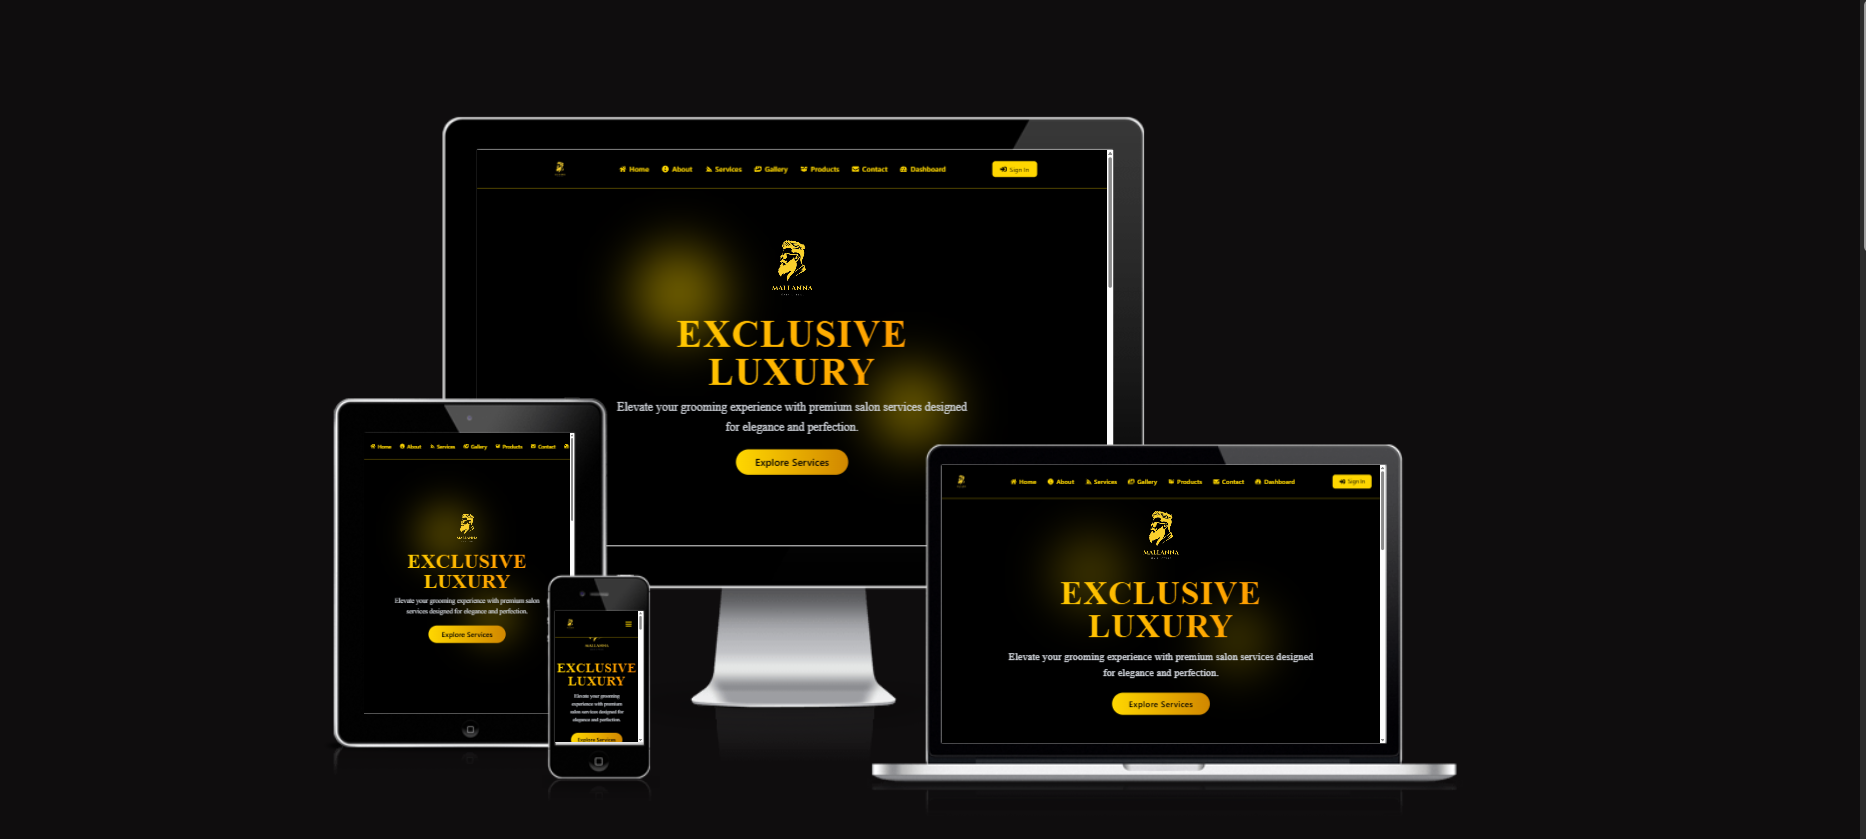 Home About Services Gallery Products Contact Dashboard Sign In
MALLANNA
EXCLUSIVE
LUXURY
Elevate your grooming experience with premium salon services designed
for elegance and perfection.
Explore Services
Home About Services Gallery Products Contact
EXCLUSIVE
LUXURY
Elevate your grooming experience with premium salon
services designed for elegance and perfection.
Explore Services
MALLANNA
EXCLUSIVE
LUXURY
Elevate your grooming
experience with premium
salon services designed for
elegance and perfection.
Explore Services
Home About Services Gallery Products Contact Dashboard Sign In
MALLANNA
EXCLUSIVE
LUXURY
Elevate your grooming experience with premium salon services designed
for elegance and perfection.
Explore Services